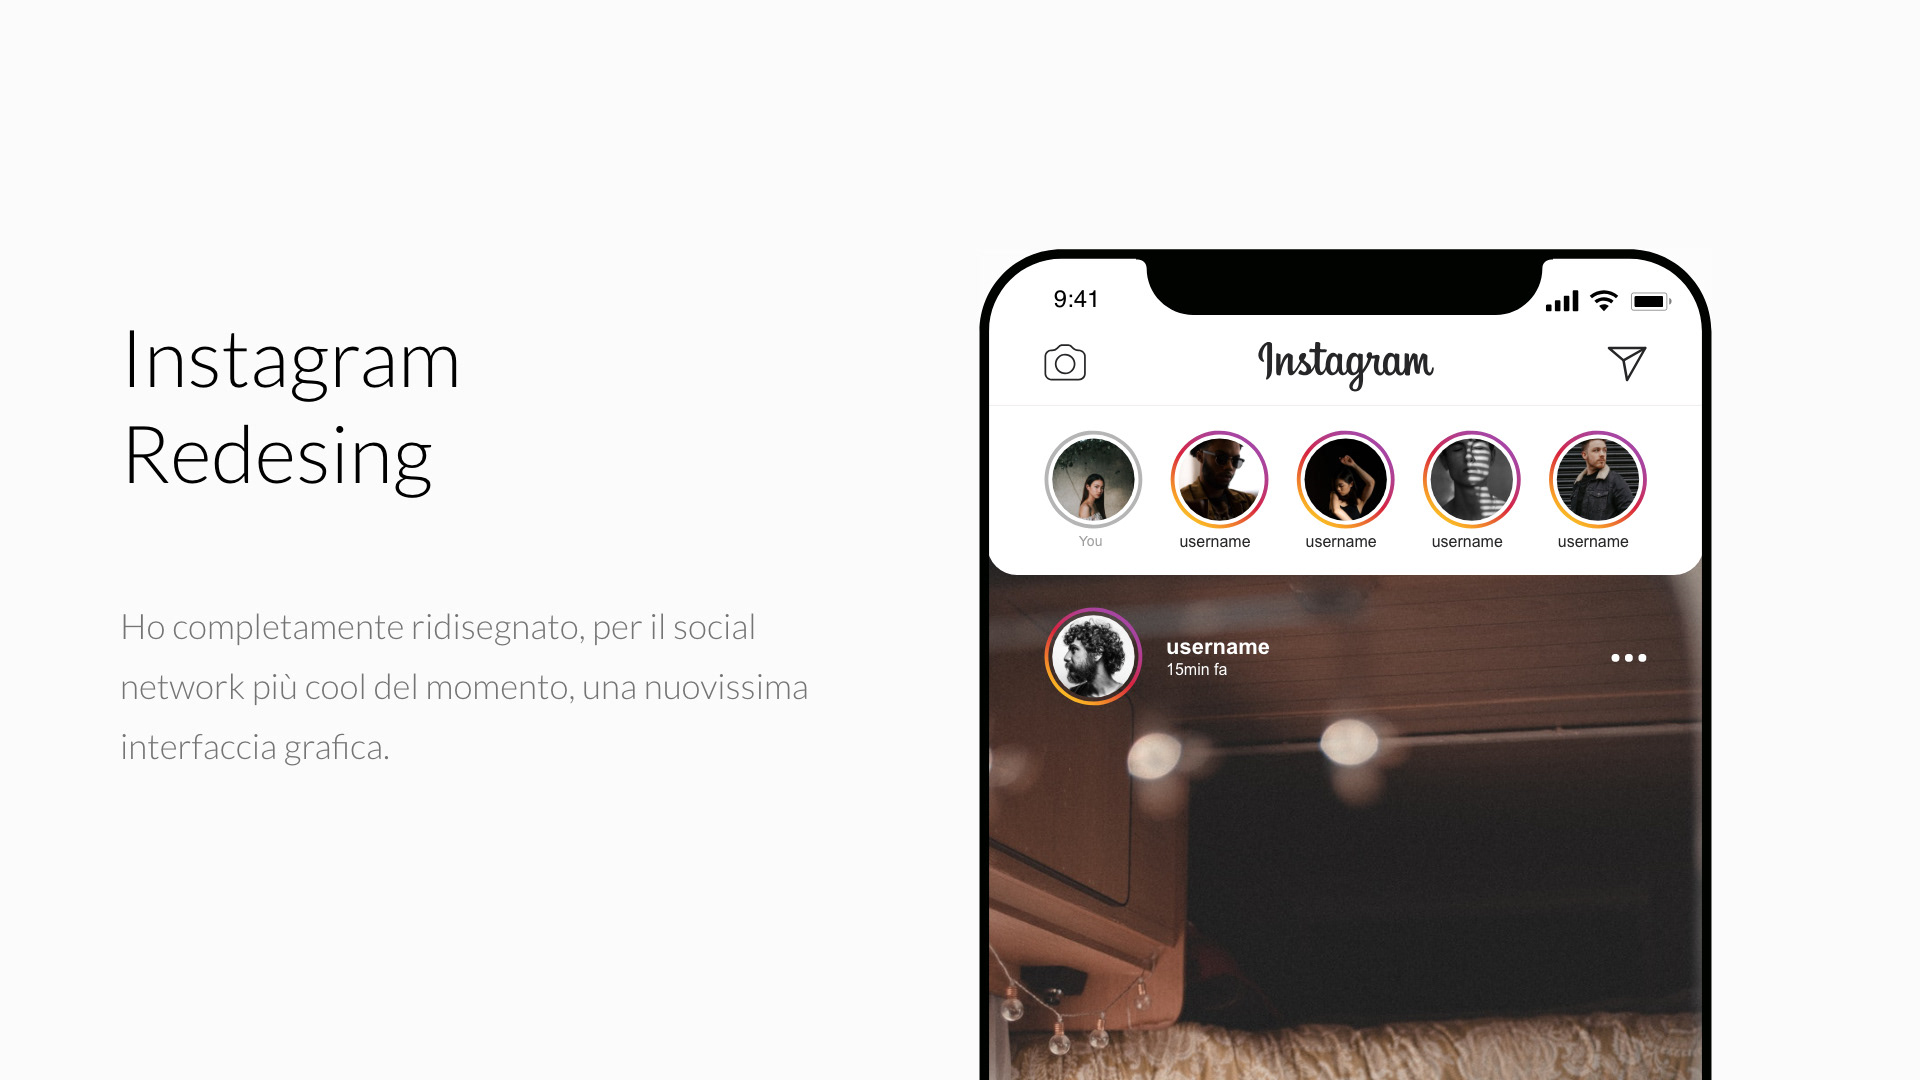 Instagram
Redesing
Ho completamente ridisegnato, per il social
network più cool del momento, una nuovissima
interfaccia grafica.
9:41
Instagram
You username username username username
username
15min fa